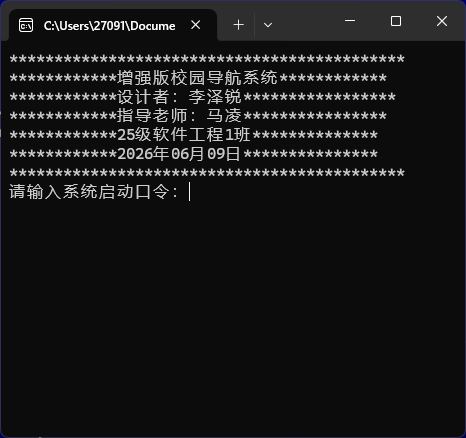 C:\Users\27091\Docume
********************************************
************增强版校园导航系统************
************设计者: 李泽锐*****************
************指导老师: 马凌****************
************25级软件工程1班**************
************2026年06月09日***************
********************************************
请输入系统启动口令: